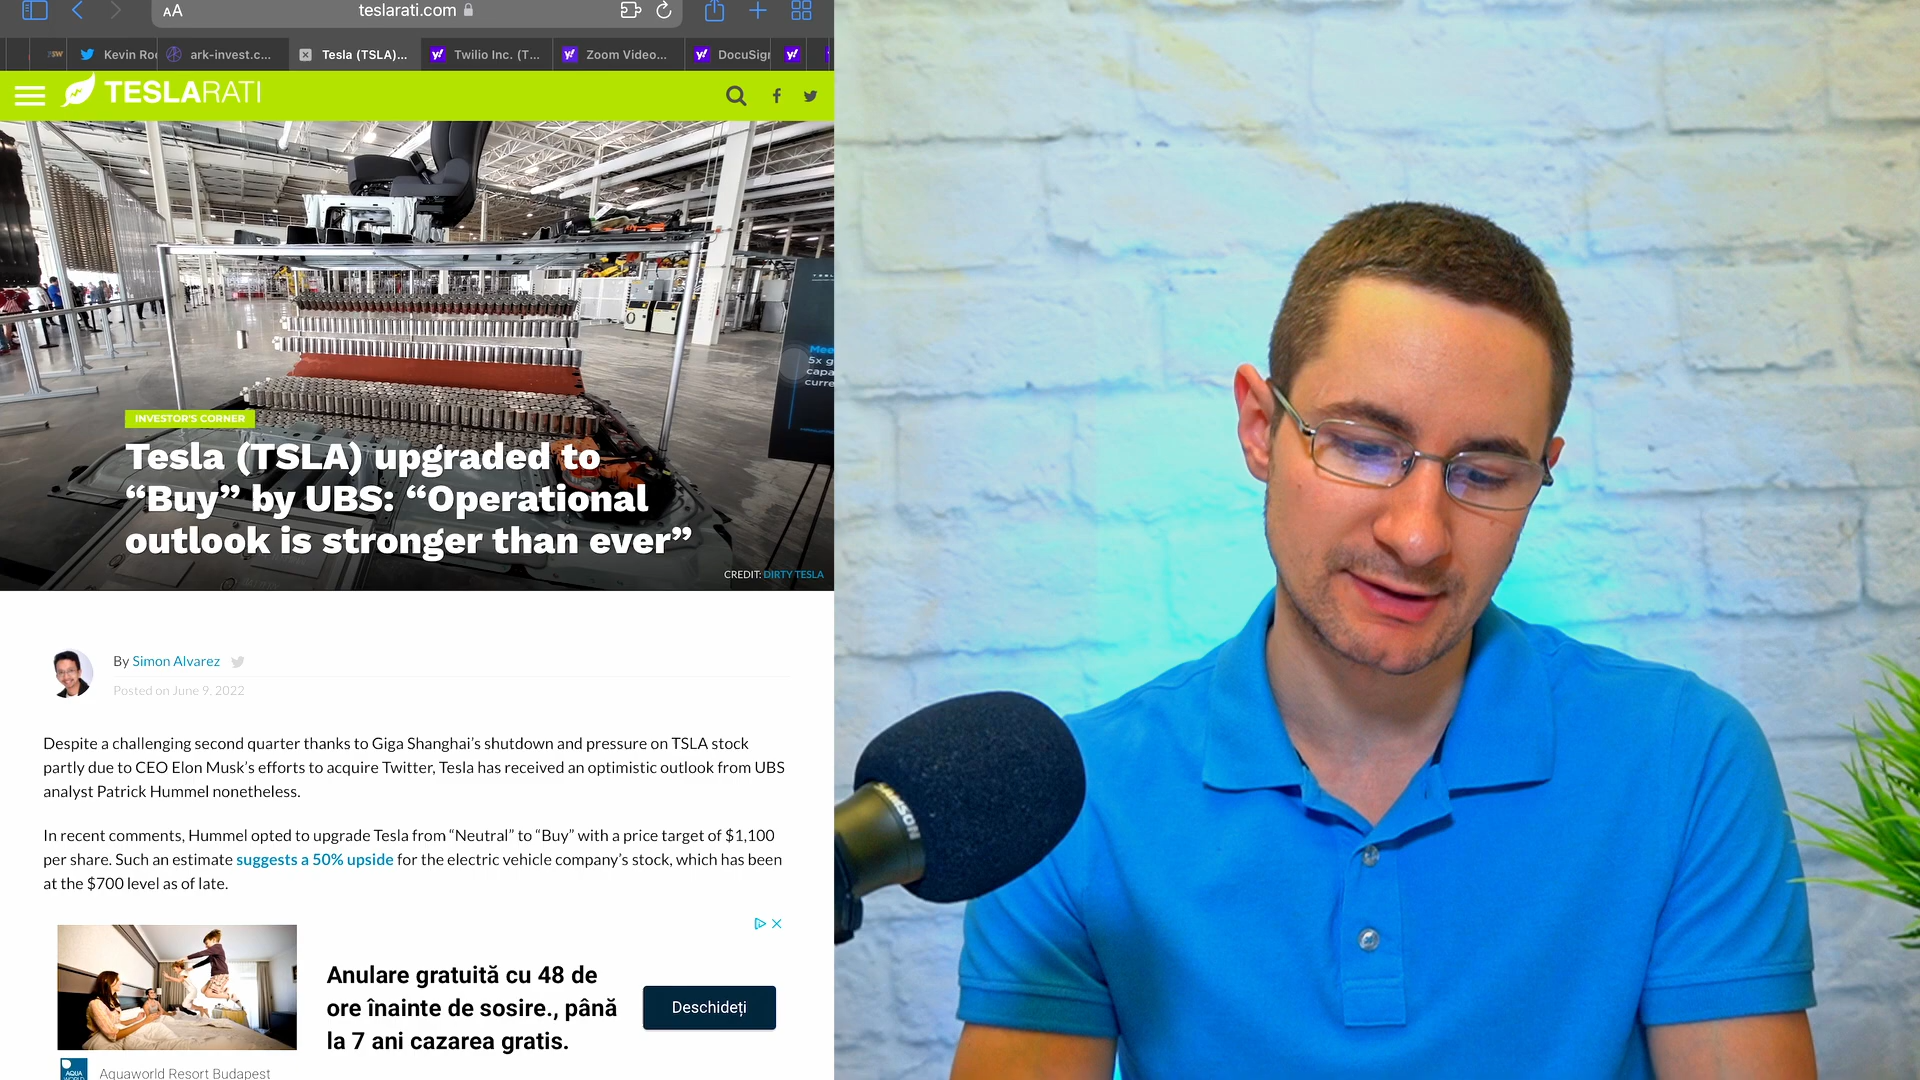 AA
teslarati.com
Kevin Ro
ark-invest.c...
Tesla (TSLA)...
Twilio Inc. (T...
Zoom Video...
DocuSig
TESLARATI
Mee
5x g
capa
curre
INVESTOR'S CORNER
Tesla (TSLA) upgraded to
“Buy” by UBS: “Operational
outlook is stronger than ever”
CREDIT: DIRTY TESLA
By Simon Alvarez
Posted on June 9, 2022
Despite a challenging second quarter thanks to Giga Shanghai’s shutdown and pressure on TSLA stock
partly due to CEO Elon Musk’s efforts to acquire Twitter, Tesla has received an optimistic outlook from UBS
analyst Patrick Hummel nonetheless.
In recent comments, Hummel opted to upgrade Tesla from “Neutral” to “Buy” with a price target of $1,100
per share. Such an estimate suggests a 50% upside for the electric vehicle company’s stock, which has been
at the $700 level as of late.
Anulare gratuită cu 48 de
ore înainte de sosire., până
la 7 ani cazarea gratis.
Deschideți
AQUA
Aquaworld Resort Budapest
SAMSON